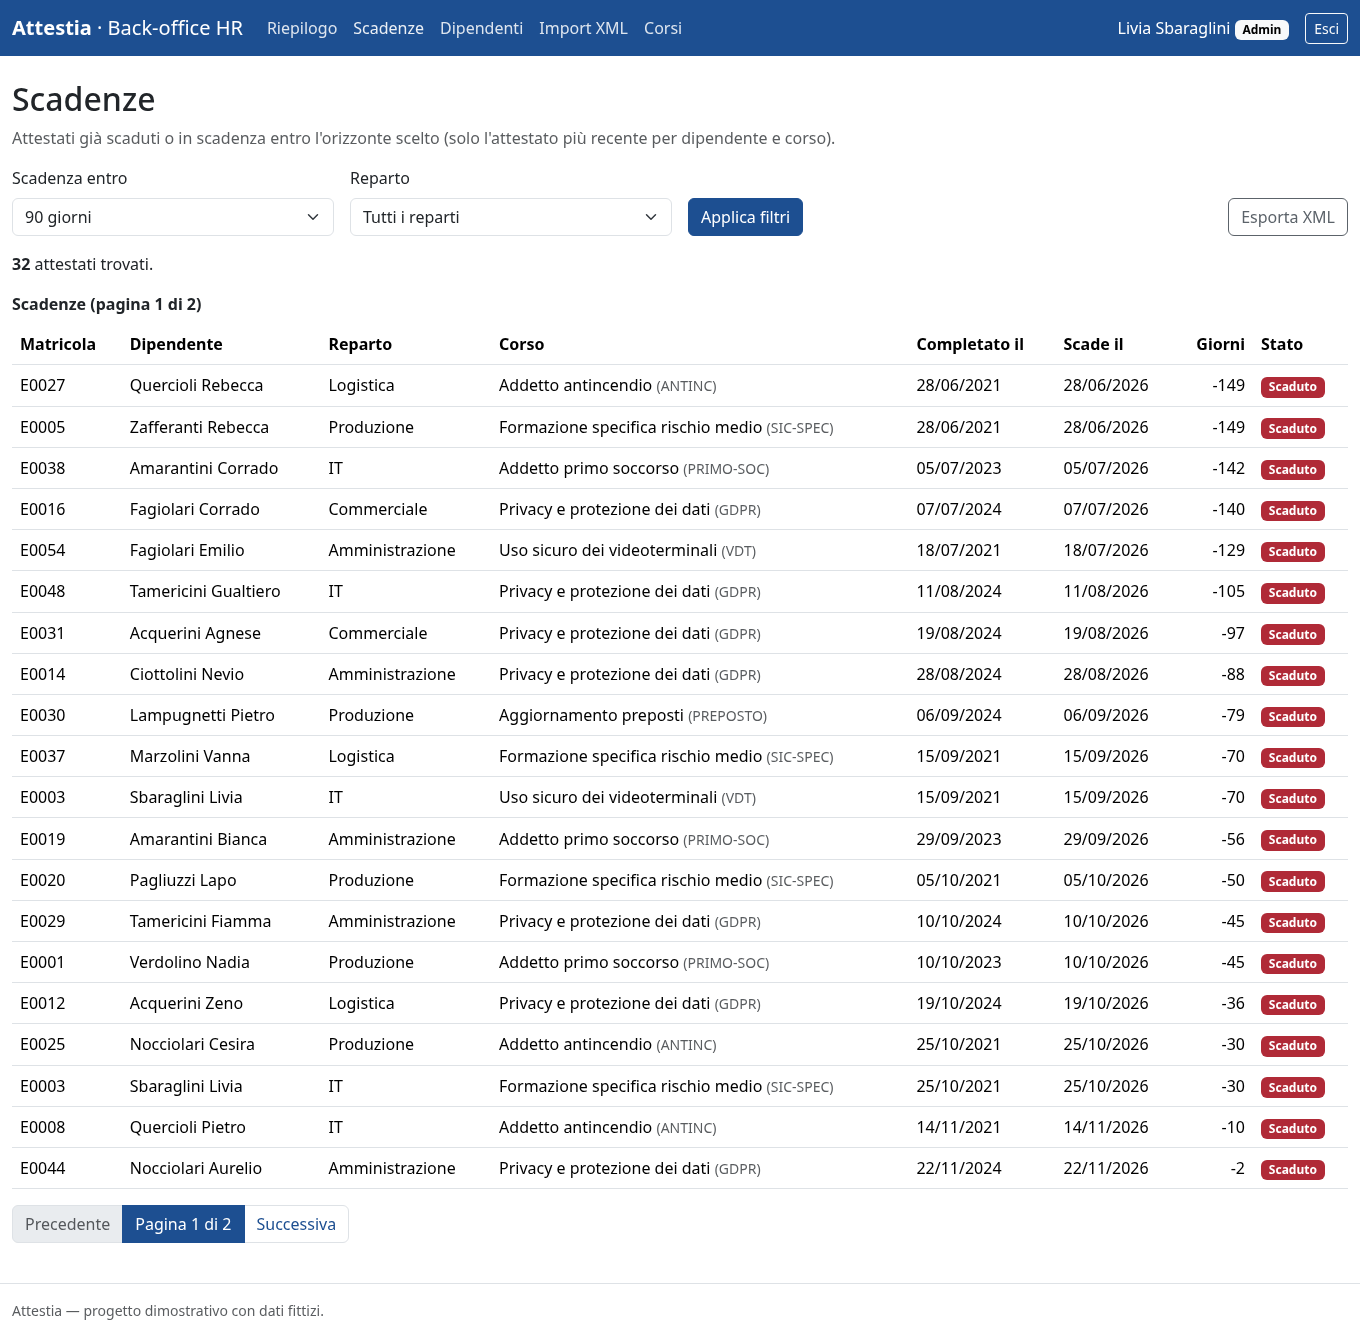 Attestia · Back-office HR Riepilogo Scadenze Dipendenti Import XML Corsi Livia Sbaraglini Admin Esci
Scadenze
Attestati già scaduti o in scadenza entro l'orizzonte scelto (solo l'attestato più recente per dipendente e corso).
Scadenza entro Reparto
90 giorni Tutti i reparti Applica filtri Esporta XML
32 attestati trovati.
Scadenze (pagina 1 di 2)
Matricola Dipendente Reparto Corso Completato il Scade il Giorni Stato
E0027 Quercioli Rebecca Logistica Addetto antincendio (ANTINC) 28/06/2021 28/06/2026 -149 Scaduto
E0005 Zafferanti Rebecca Produzione Formazione specifica rischio medio (SIC-SPEC) 28/06/2021 28/06/2026 -149 Scaduto
E0038 Amarantini Corrado IT Addetto primo soccorso (PRIMO-SOC) 05/07/2023 05/07/2026 -142 Scaduto
E0016 Fagiolari Corrado Commerciale Privacy e protezione dei dati (GDPR) 07/07/2024 07/07/2026 -140 Scaduto
E0054 Fagiolari Emilio Amministrazione Uso sicuro dei videoterminali (VDT) 18/07/2021 18/07/2026 -129 Scaduto
E0048 Tamericini Gualtiero IT Privacy e protezione dei dati (GDPR) 11/08/2024 11/08/2026 -105 Scaduto
E0031 Acquerini Agnese Commerciale Privacy e protezione dei dati (GDPR) 19/08/2024 19/08/2026 -97 Scaduto
E0014 Ciottolini Nevio Amministrazione Privacy e protezione dei dati (GDPR) 28/08/2024 28/08/2026 -88 Scaduto
E0030 Lampugnetti Pietro Produzione Aggiornamento preposti (PREPOSTO) 06/09/2024 06/09/2026 -79 Scaduto
E0037 Marzolini Vanna Logistica Formazione specifica rischio medio (SIC-SPEC) 15/09/2021 15/09/2026 -70 Scaduto
E0003 Sbaraglini Livia IT Uso sicuro dei videoterminali (VDT) 15/09/2021 15/09/2026 -70 Scaduto
E0019 Amarantini Bianca Amministrazione Addetto primo soccorso (PRIMO-SOC) 29/09/2023 29/09/2026 -56 Scaduto
E0020 Pagliuzzi Lapo Produzione Formazione specifica rischio medio (SIC-SPEC) 05/10/2021 05/10/2026 -50 Scaduto
E0029 Tamericini Fiamma Amministrazione Privacy e protezione dei dati (GDPR) 10/10/2024 10/10/2026 -45 Scaduto
E0001 Verdolino Nadia Produzione Addetto primo soccorso (PRIMO-SOC) 10/10/2023 10/10/2026 -45 Scaduto
E0012 Acquerini Zeno Logistica Privacy e protezione dei dati (GDPR) 19/10/2024 19/10/2026 -36 Scaduto
E0025 Nocciolari Cesira Produzione Addetto antincendio (ANTINC) 25/10/2021 25/10/2026 -30 Scaduto
E0003 Sbaraglini Livia IT Formazione specifica rischio medio (SIC-SPEC) 25/10/2021 25/10/2026 -30 Scaduto
E0008 Quercioli Pietro IT Addetto antincendio (ANTINC) 14/11/2021 14/11/2026 -10 Scaduto
E0044 Nocciolari Aurelio Amministrazione Privacy e protezione dei dati (GDPR) 22/11/2024 22/11/2026 -2 Scaduto
Precedente Pagina 1 di 2 Successiva
Attestia — progetto dimostrativo con dati fittizi.